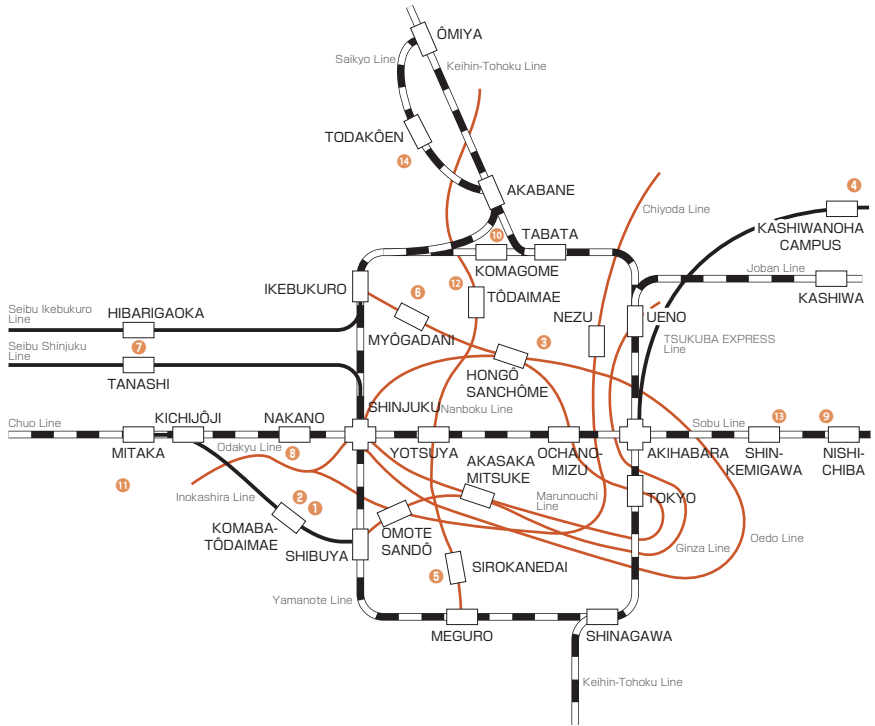 ÔMIYA
Saikyo Line
Keihin-Tohoku Line
TODAKÔEN
14
AKABANE
4
Chiyoda Line
KASHIWANOHA
CAMPUS
10
TABATA
KOMAGOME
Joban Line
IKEBUKURO
12
TÔDAIMAE
KASHIWA
6
Seibu Ikebukuro
Line
HIBARIGAOKA
NEZU
UENO
MYÔGADANI
3
TSUKUBA EXPRESS
Line
Seibu Shinjuku
Line
7
TANASHI
HONGÔ
SANCHÔME
SHINJUKU
Nanboku Line
Chuo Line
KICHIJÔJI
NAKANO
Sobu Line
13
9
MITAKA
Odakyu Line
8
YOTSUYA
OCHANO-
MIZU
AKIHABARA
SHIN-
KEMIGAWA
NISHI-
CHIBA
AKASAKA
MITSUKE
11
Inokashira Line
2
1
Marunouchi
Line
TOKYO
KOMABA-
TÔDAIMAE
OMOTE
SANDÔ
SHIBUYA
Ginza Line
Oedo Line
5
SIROKANEDAI
Yamanote Line
MEGURO
SHINAGAWA
Keihin-Tohoku Line